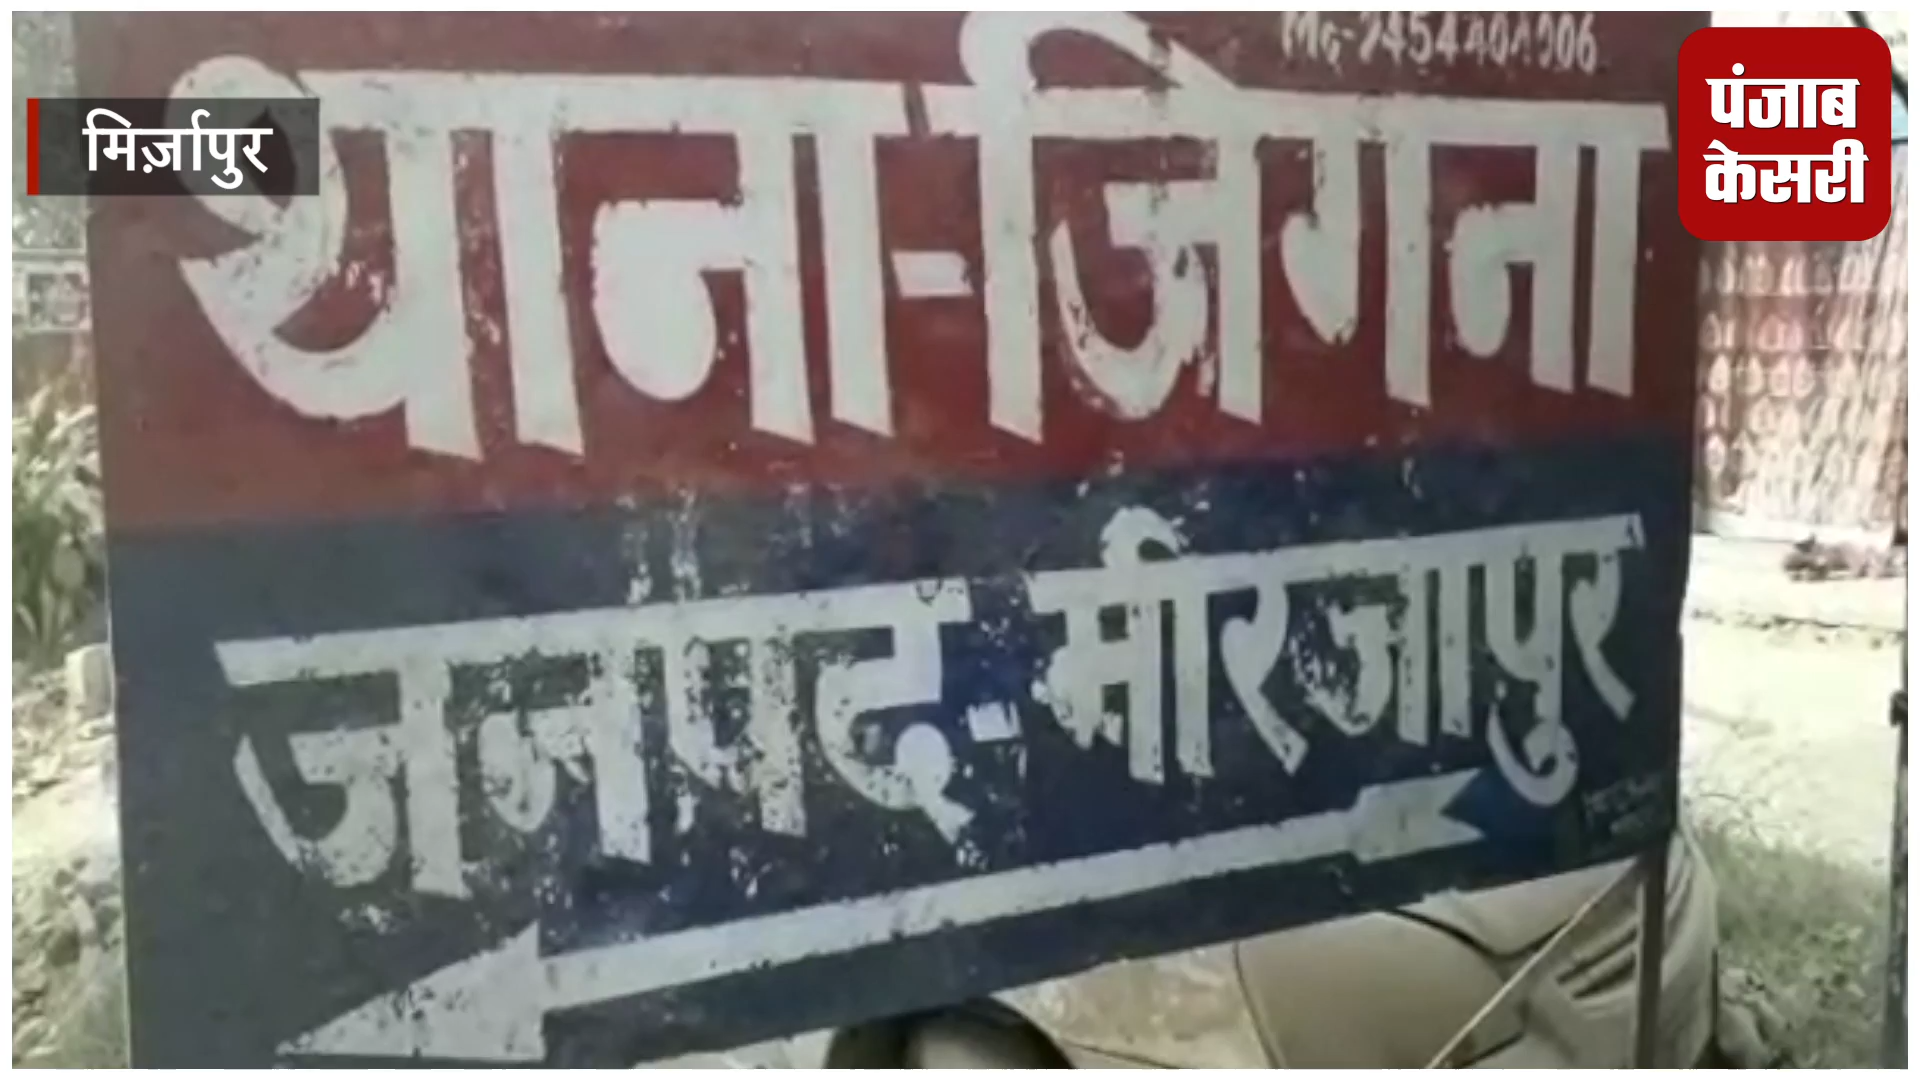 मिर्ज़ापुर
पंजाब
केसरी
थाना-जिगना
जनपद-मीरजापुर